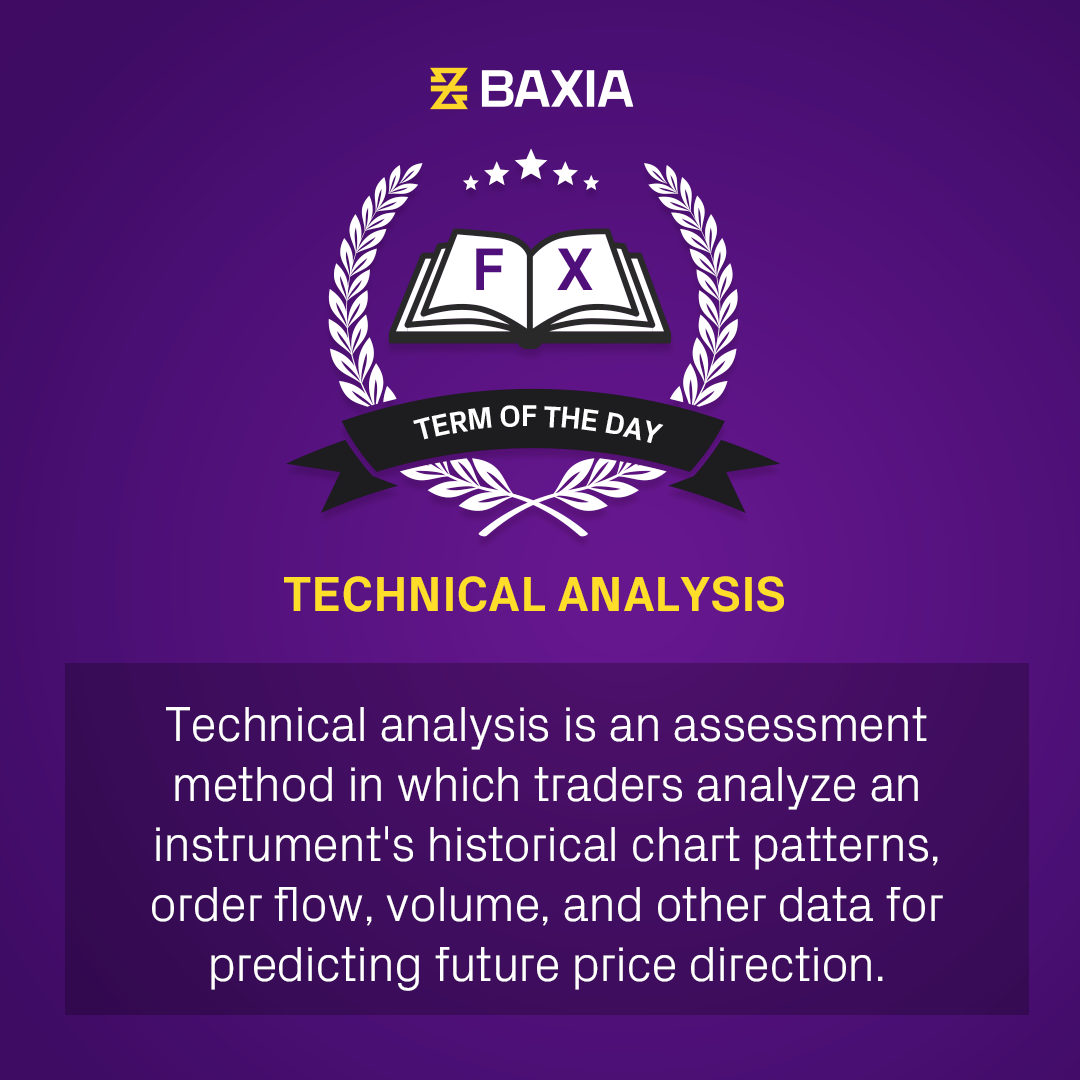 BAXIA
F X
TERM OF THE DAY
TECHNICAL ANALYSIS
Technical analysis is an assessment
method in which traders analyze an
instrument's historical chart patterns,
order flow, volume, and other data for
predicting future price direction.